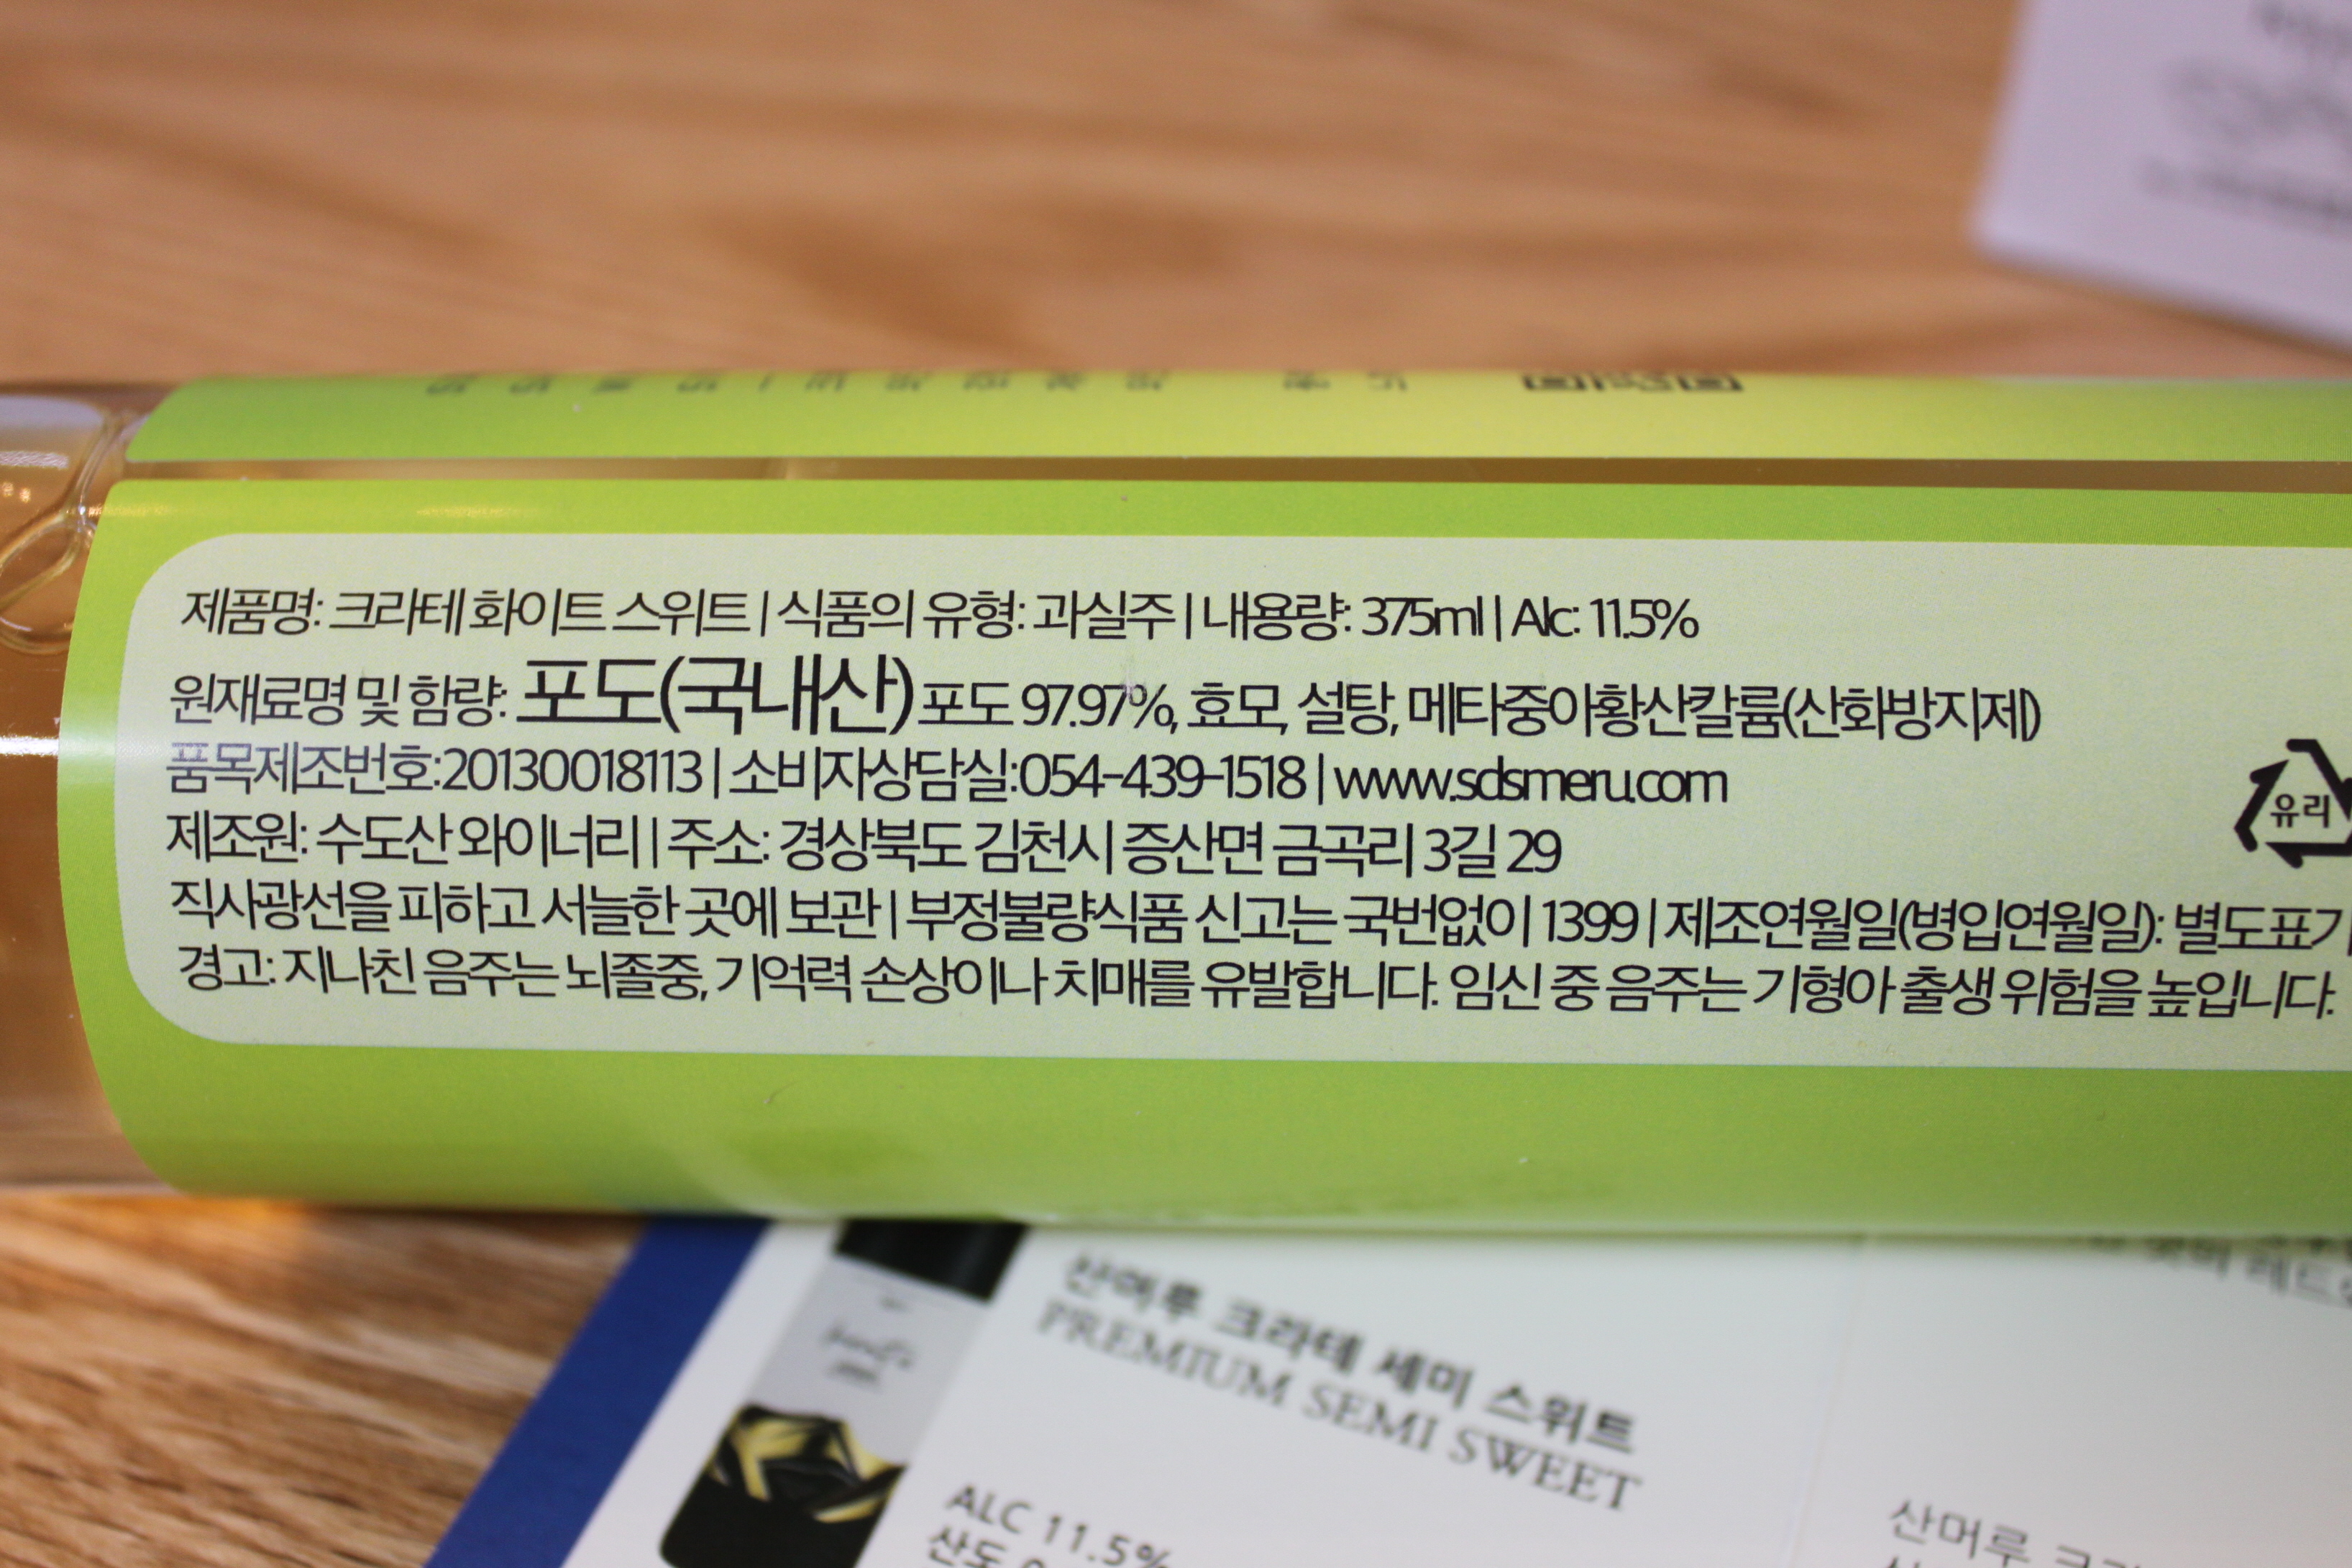 제품명: 크라테 화이트 스위트 | 식품의 유형: 과실주 | 내용량: 375ml | Alc: 11.5%
원재료명 및 함량: 포도(국내산) 포도 97.97%, 효모, 설탕, 메타중아황산칼륨(산화방지제)
품목제조번호:20130018113 | 소비자상담실:054-439-1518 | www.sdsmeru.com
제조원: 수도산 와이너리 | 주소: 경상북도 김천시 증산면 금곡리 3길 29
직사광선을 피하고 서늘한 곳에 보관 | 부정불량식품 신고는 국번없이 1399 | 제조연월일(병입연월일): 별도표기
경고: 지나친 음주는 뇌졸중, 기억력 손상이나 치매를 유발합니다. 임신 중 음주는 기형아 출생 위험을 높입니다.
유리
산머루 크라테 세미 스위트
PREMIUM SEMI SWEET
ALC 11.5%
산도
산머루